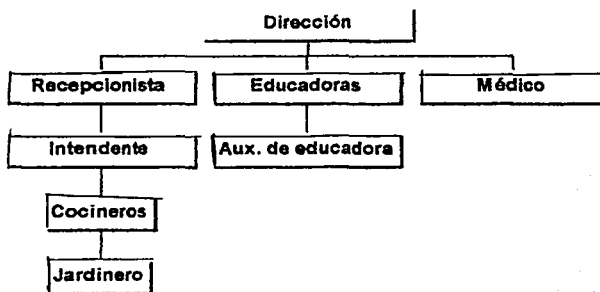 Dirección
Recepcionista
Educadoras
Médico
Intendente
Aux. de educadora
Cocineros
Jardinero